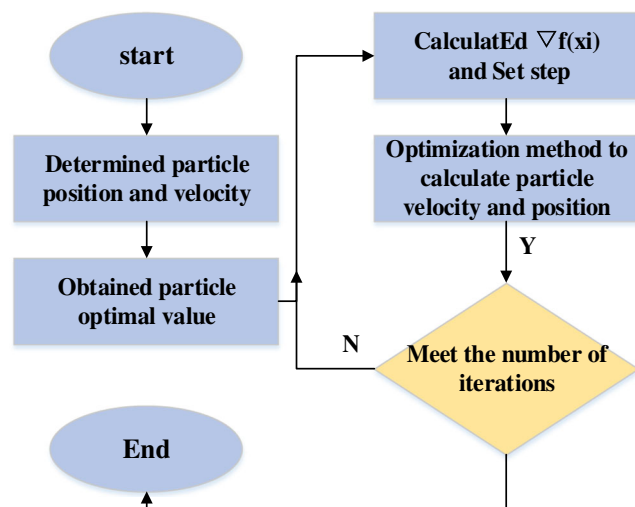 start
Determined particle
position and velocity
Obtained particle
optimal value
CalculatEd ▽f(xi)
and Set step
Optimization method to
calculate particle
velocity and position
Y
N
Meet the number of
iterations
End